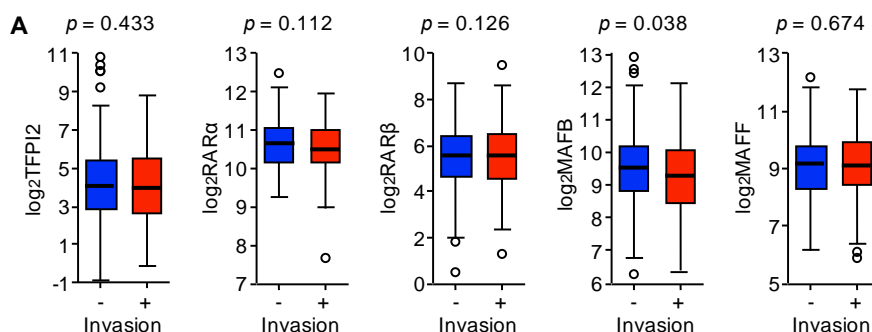 A
p = 0.433
p = 0.112
p = 0.126
p = 0.038
p = 0.674
log2TFPI2
11
9
7
5
3
1
-1
- +
Invasion
log2RARα
13
12
11
10
9
8
7
- +
Invasion
log2RARβ
10
8
6
4
2
0
- +
Invasion
log2MAFB
13
12
11
10
9
8
7
6
- +
Invasion
log2MAFF
13
11
9
7
5
- +
Invasion